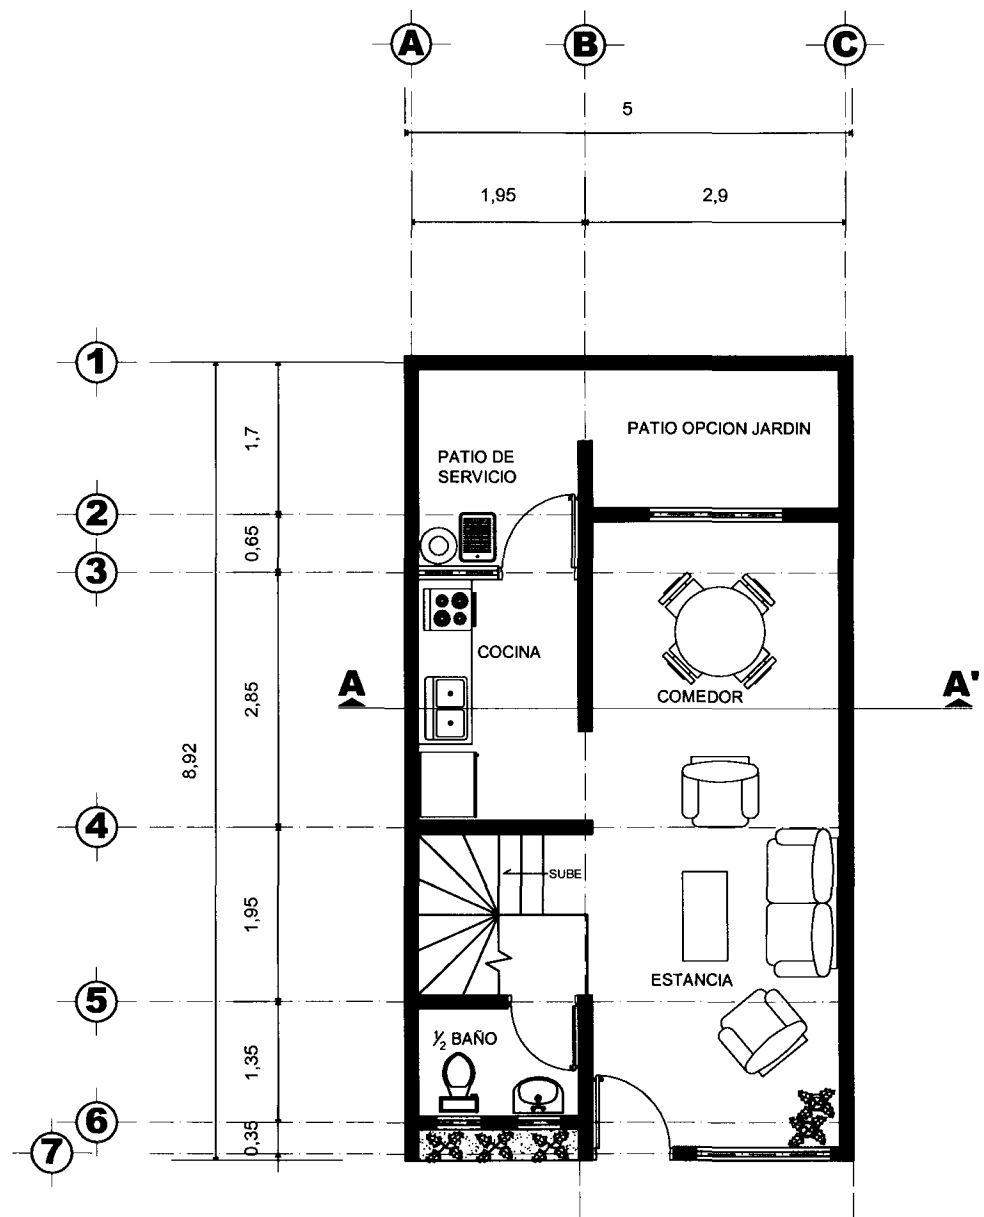 A B C
5
1,95 2,9
1
1,7
PATIO OPCION JARDIN
PATIO DE
SERVICIO
2
0,65
3
COCINA
2,85
A A'
COMEDOR
8,92
4
SUBE
1,95
ESTANCIA
5
½ BAÑO
1,35
6
0,35
7